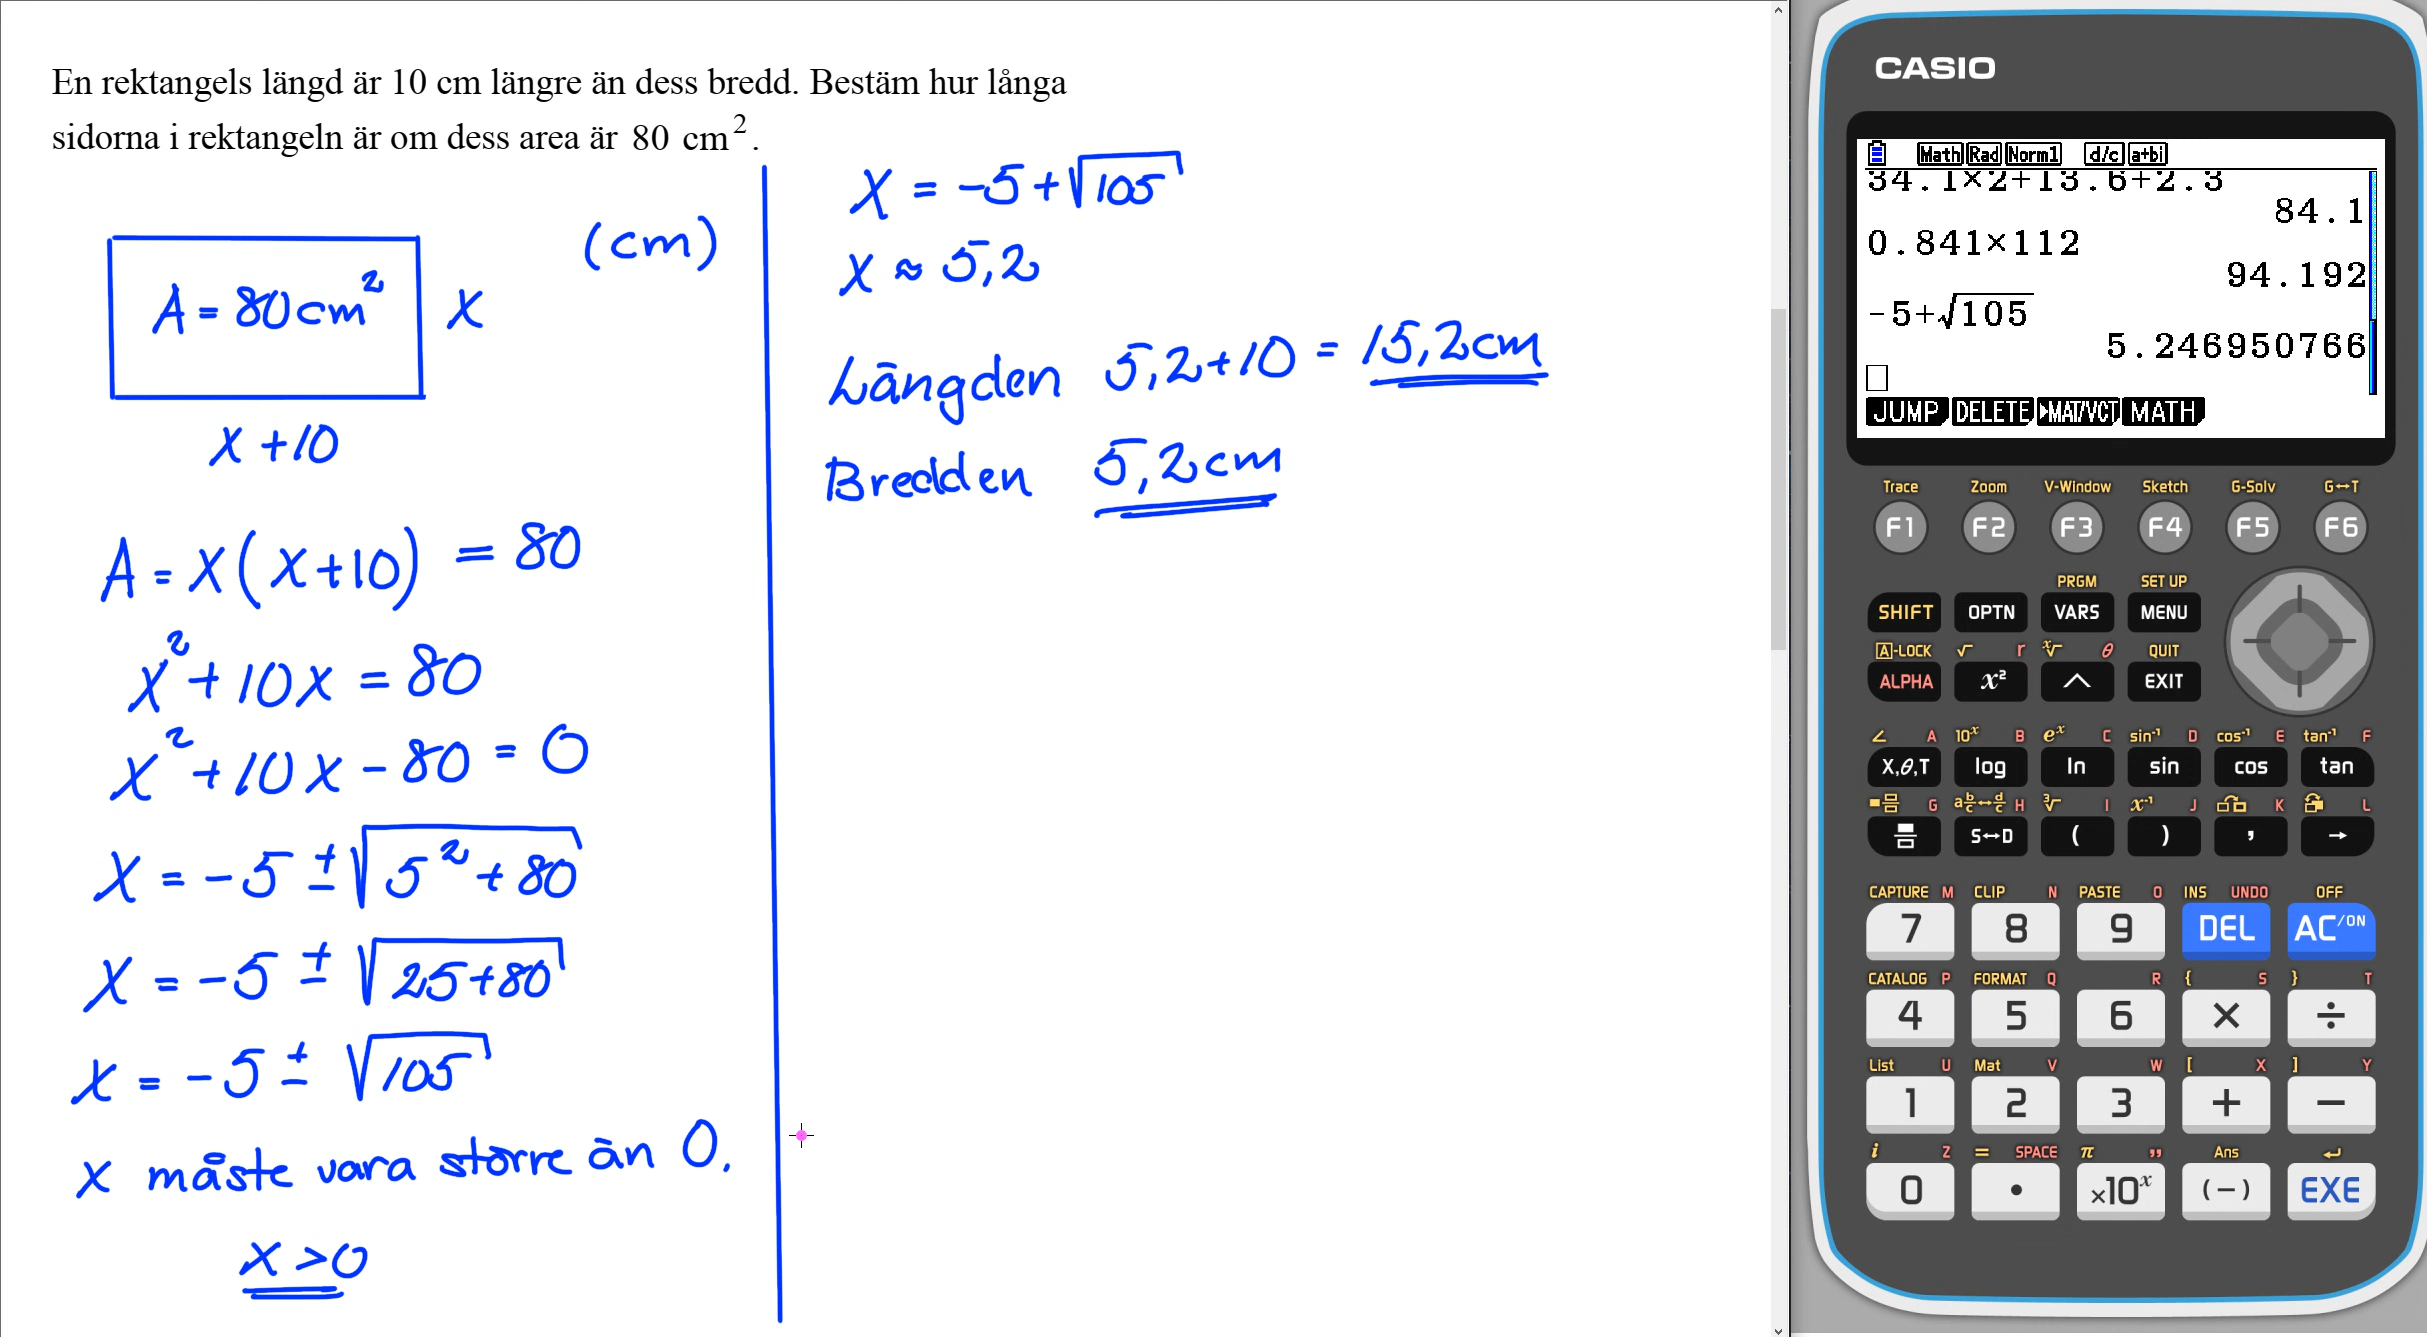 En rektangels längd är 10 cm längre än dess bredd. Bestäm hur långa
sidorna i rektangeln är om dess area är 80 cm².
(cm)
A = 80cm²
x
x+10
A = x(x+10) = 80
x²+10x = 80
x²+10x-80 = 0
x = -5 ± √5²+80
x = -5 ± √25+80
x = -5 ± √105
x måste vara större än 0.
x>0
x = -5+√105
x ≈ 5,2
Längden 5,2+10 = 15,2cm
Bredden 5,2cm
CASIO
Math Rad Norm1 d/c a+bi
34.1×2+13.6+2.3
84.1
0.841×112
94.192
-5+√105
5.246950766
JUMP DELETE ▶MAT/VCT MATH
Trace Zoom V-Window Sketch G-Solv G↔T
F1 F2 F3 F4 F5 F6
PRGM SET UP
SHIFT OPTN VARS MENU
A-LOCK √ r ˣ√ θ QUIT
ALPHA x² ^ EXIT
∠ A 10ˣ B eˣ C sin⁻¹ D cos⁻¹ E tan⁻¹ F
X,θ,T log ln sin cos tan
G a b/c↔d/c H ³√ I x⁻¹ J K L
S↔D ( ) , →
CAPTURE M CLIP N PASTE O INS UNDO OFF
7 8 9 DEL AC/ON
CATALOG P FORMAT Q R { S } T
4 5 6 × ÷
List U Mat V W [ X ] Y
1 2 3 + −
i Z = SPACE π " Ans ↵
0 . ×10ˣ (−) EXE